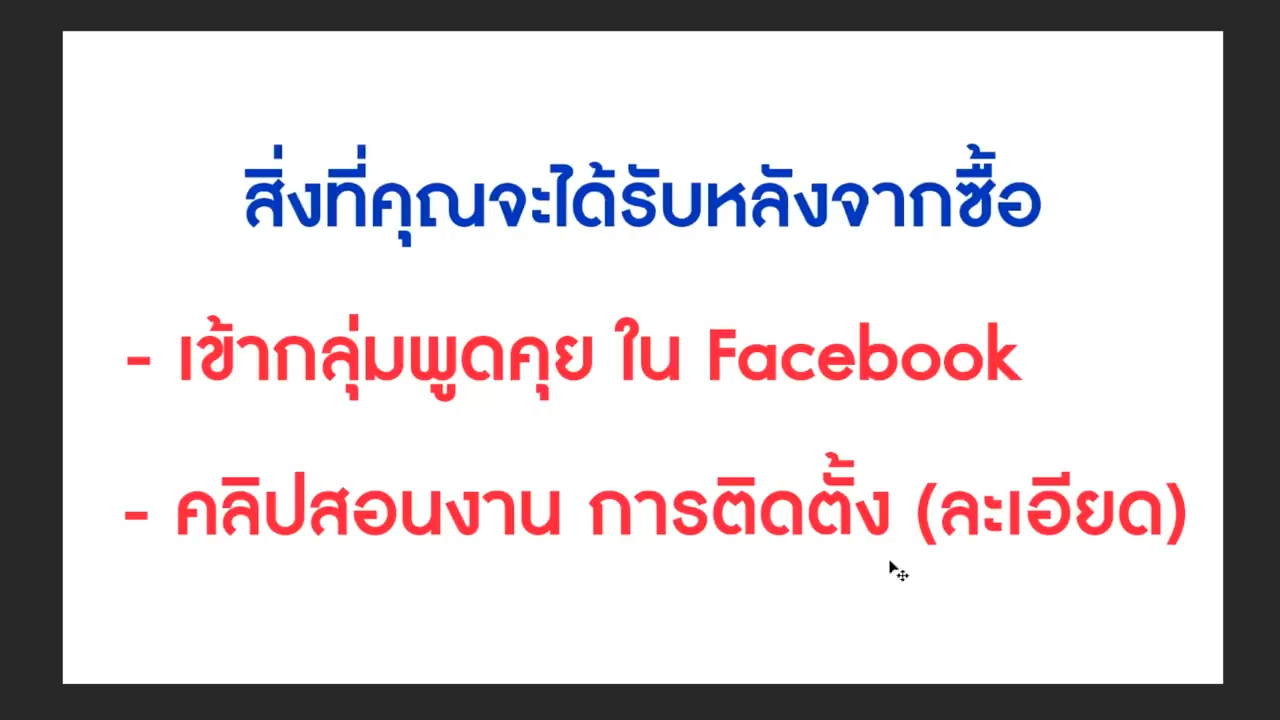 สิ่งที่คุณจะได้รับหลังจากซื้อ
- เข้ากลุ่มพูดคุย ใน Facebook
- คลิปสอนงาน การติดตั้ง (ละเอียด)